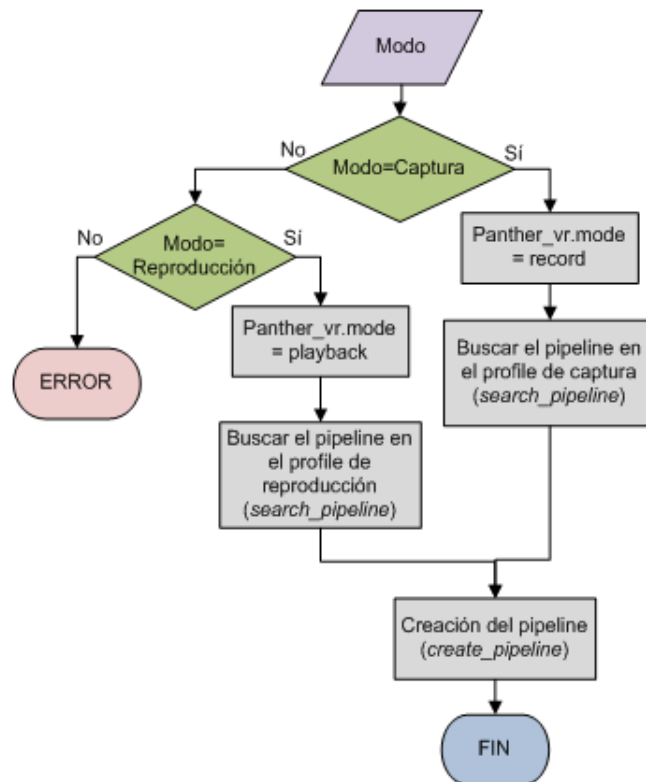 Modo
No
Modo=Captura
Sí
No
Modo=
Reproducción
Sí
Panther_vr.mode
= record
Panther_vr.mode
= playback
Buscar el pipeline en
el profile de captura
(search_pipeline)
ERROR
Buscar el pipeline en
el profile de
reproducción
(search_pipeline)
Creación del pipeline
(create_pipeline)
FIN